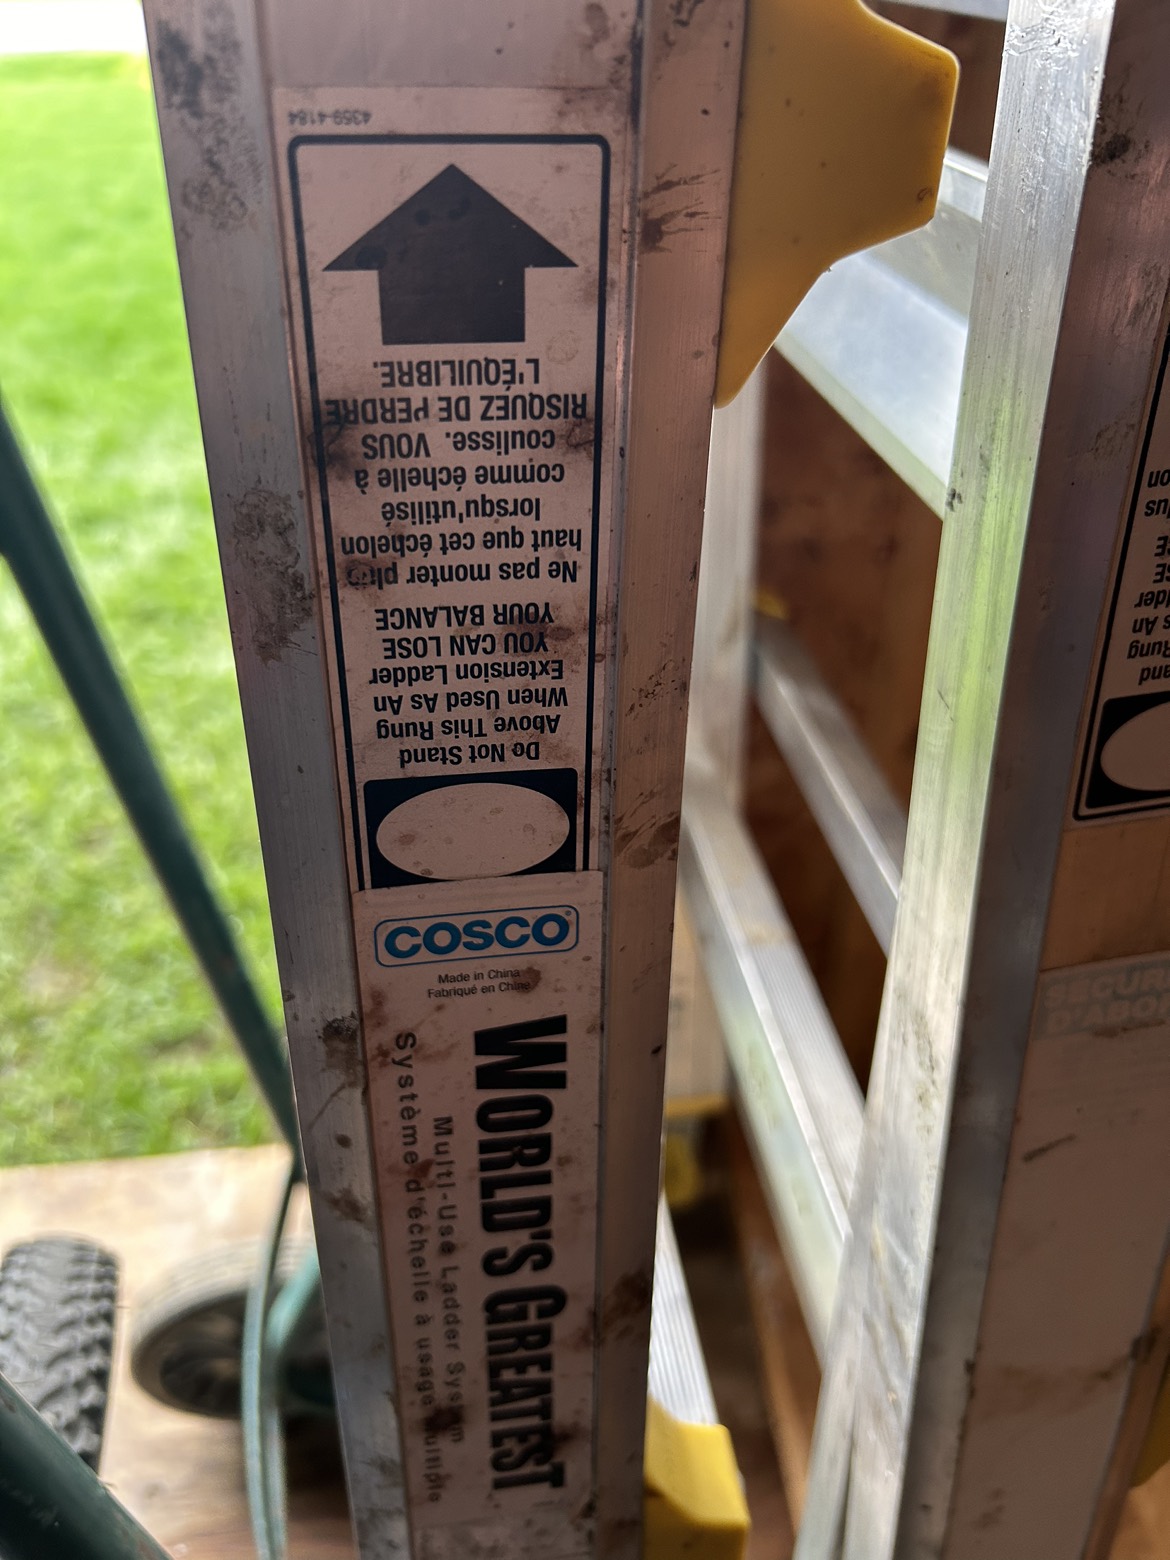 4359-4184
Do Not Stand
Above This Rung
When Used As An
Extension Ladder
YOU CAN LOSE
YOUR BALANCE
Ne pas monter plus
haut que cet échelon
lorsqu'utilisé
comme échelle à
coulisse. VOUS
RISQUEZ DE PERDRE
L'ÉQUILIBRE.
COSCO®
Made in China
Fabriqué en Chine
WORLD'S GREATEST
Multi-Use Ladder System
Système d'échelle à usage multiple